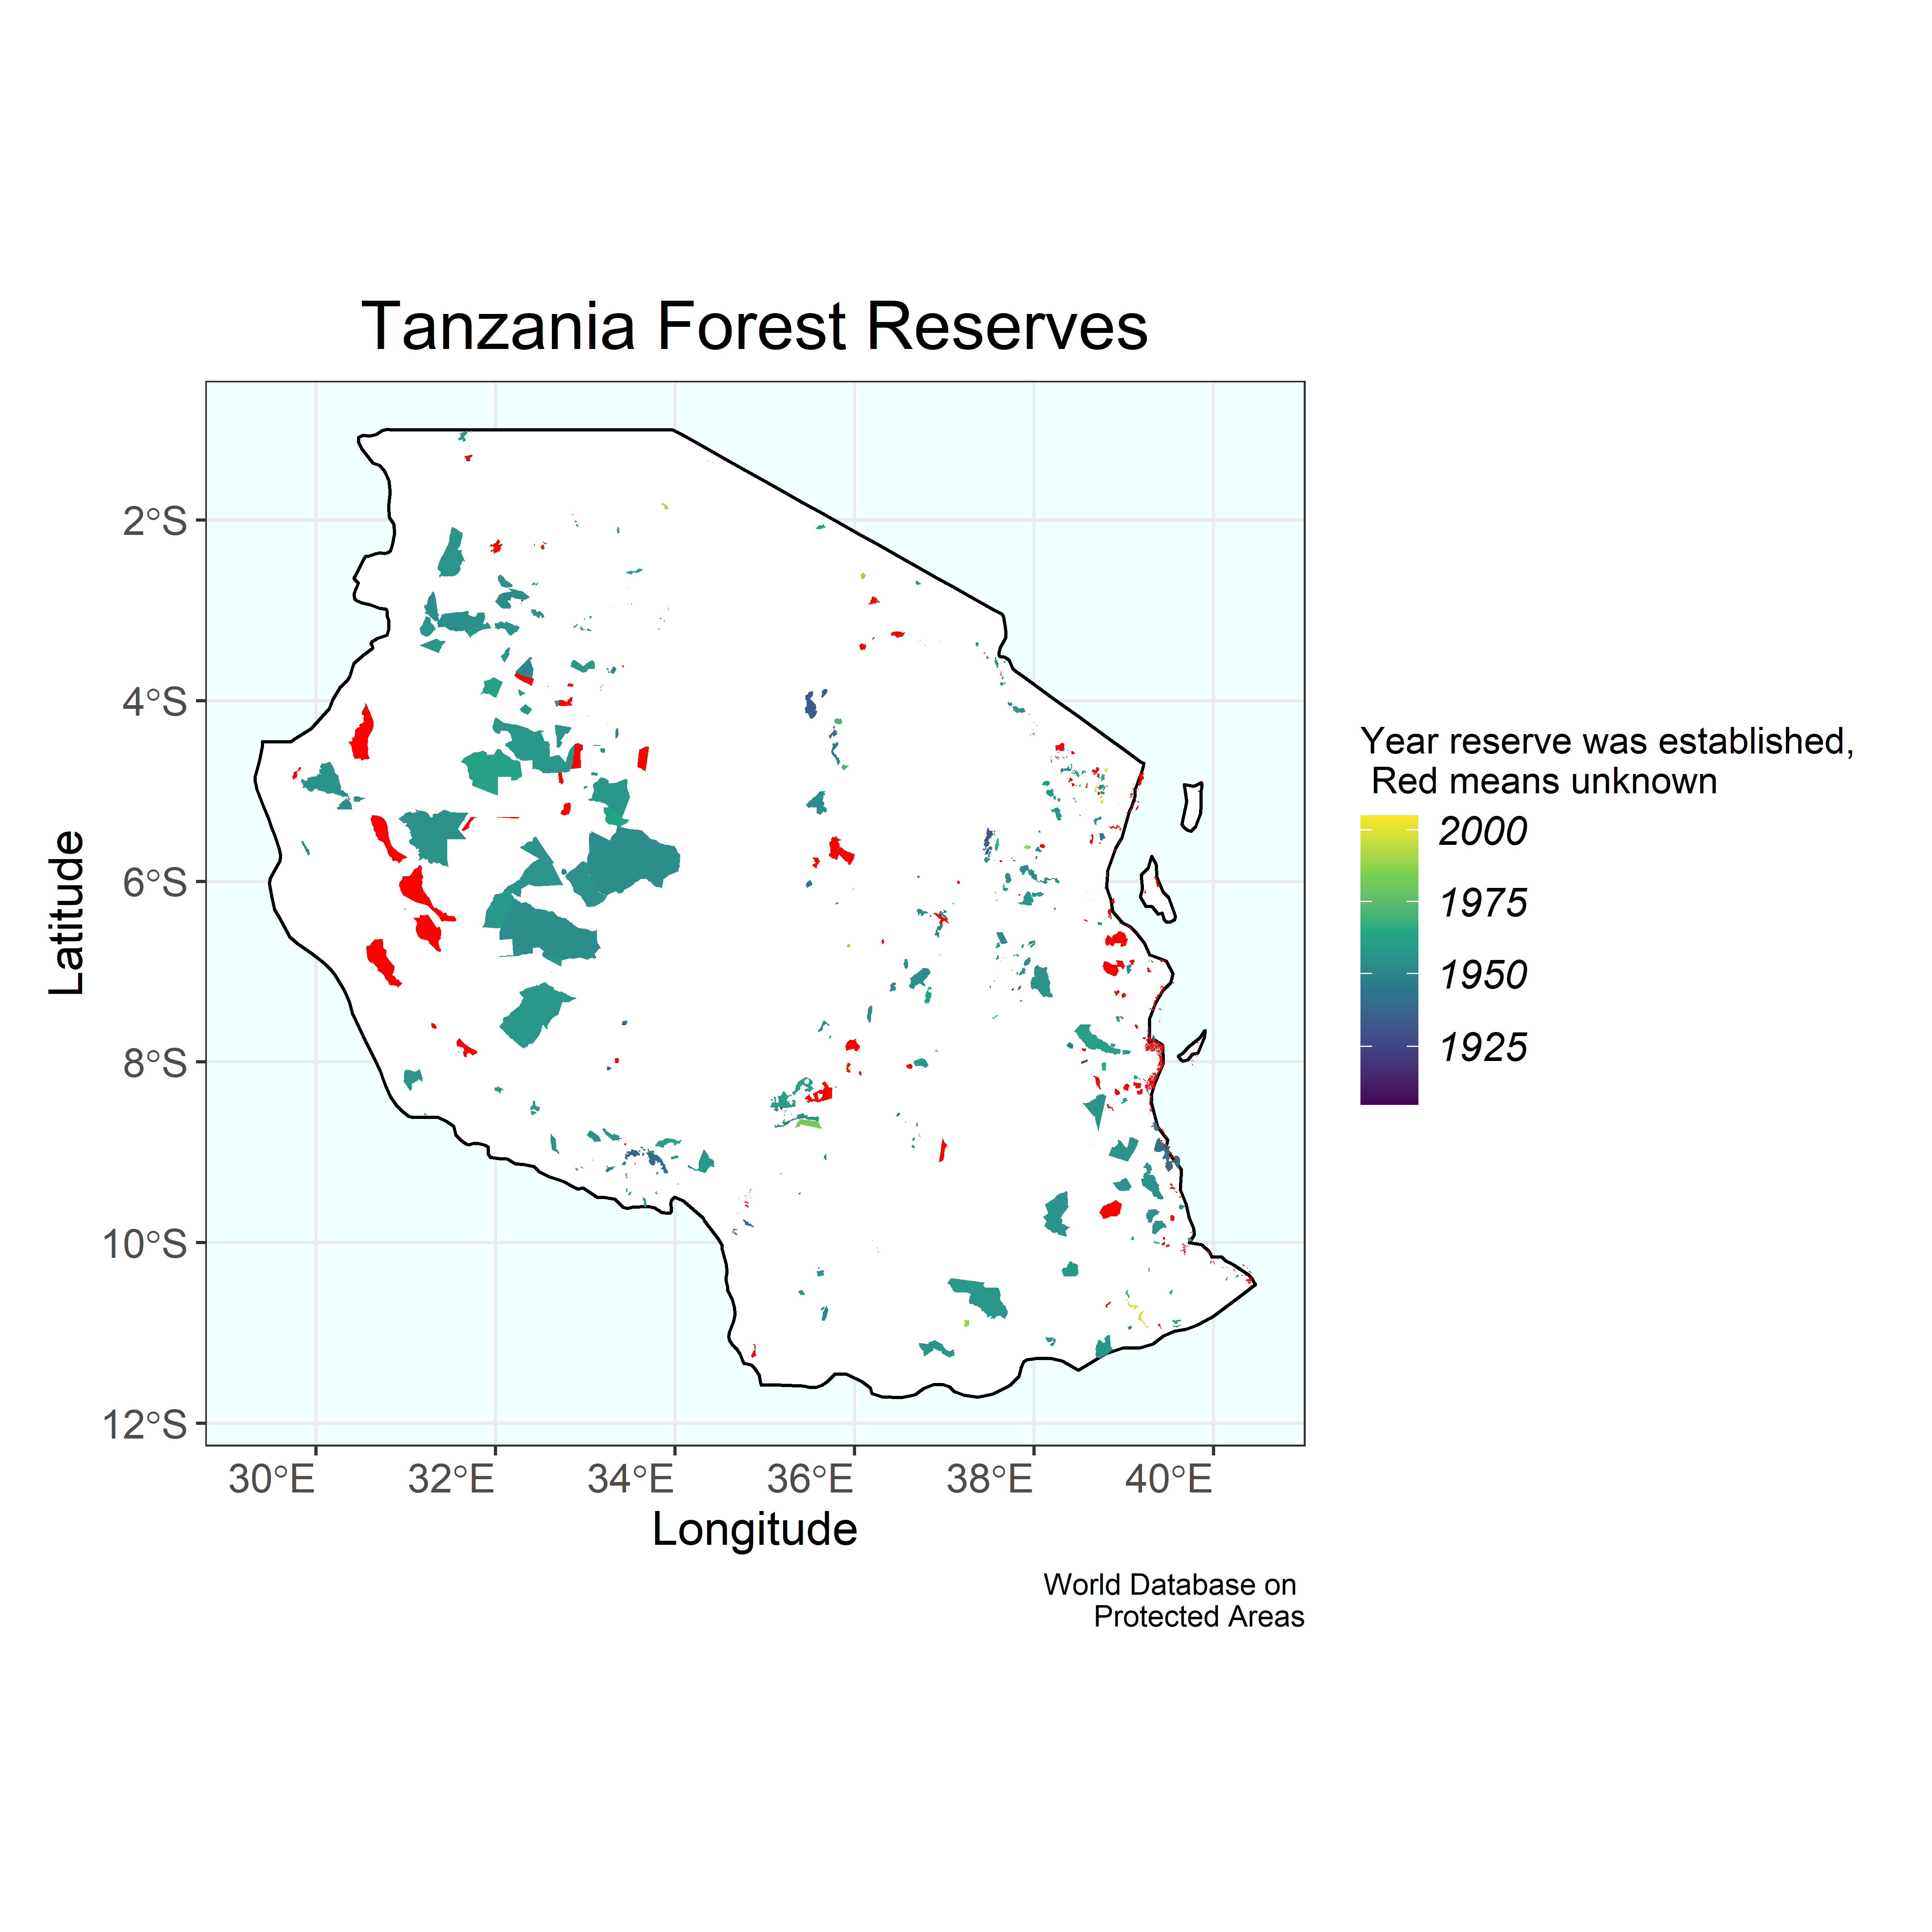 Tanzania Forest Reserves
2°S
4°S
6°S
8°S
10°S
12°S
Latitude
30°E 32°E 34°E 36°E 38°E 40°E
Longitude
World Database on
Protected Areas
Year reserve was established,
Red means unknown
2000
1975
1950
1925